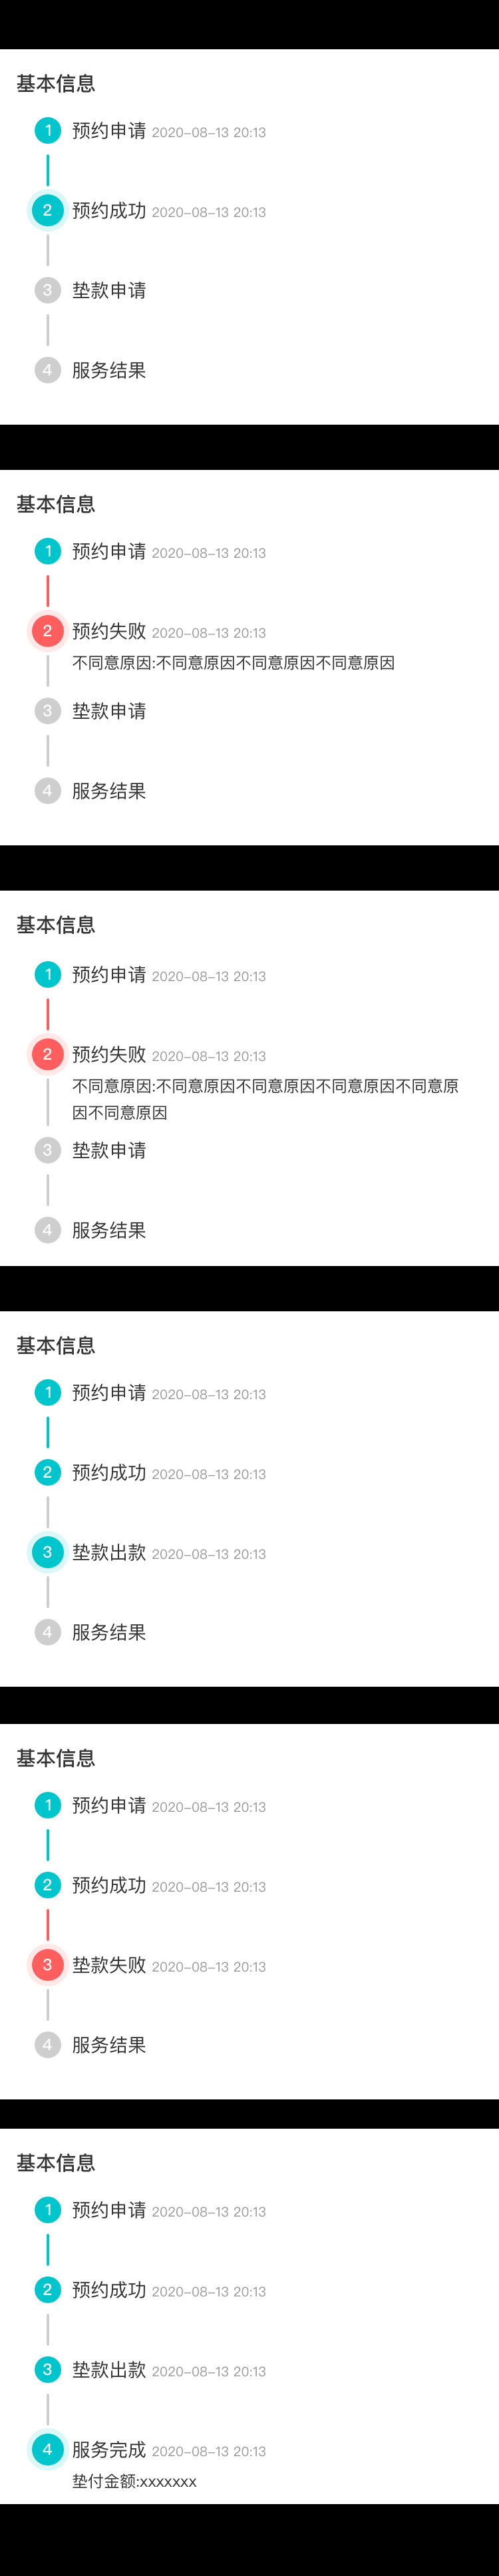 基本信息
1 预约申请 2020-08-13 20:13
2 预约成功 2020-08-13 20:13
3 垫款申请
4 服务结果
基本信息
1 预约申请 2020-08-13 20:13
2 预约失败 2020-08-13 20:13
不同意原因:不同意原因不同意原因不同意原因
3 垫款申请
4 服务结果
基本信息
1 预约申请 2020-08-13 20:13
2 预约失败 2020-08-13 20:13
不同意原因:不同意原因不同意原因不同意原因不同意原
因不同意原因
3 垫款申请
4 服务结果
基本信息
1 预约申请 2020-08-13 20:13
2 预约成功 2020-08-13 20:13
3 垫款出款 2020-08-13 20:13
4 服务结果
基本信息
1 预约申请 2020-08-13 20:13
2 预约成功 2020-08-13 20:13
3 垫款失败 2020-08-13 20:13
4 服务结果
基本信息
1 预约申请 2020-08-13 20:13
2 预约成功 2020-08-13 20:13
3 垫款出款 2020-08-13 20:13
4 服务完成 2020-08-13 20:13
垫付金额:xxxxxxx